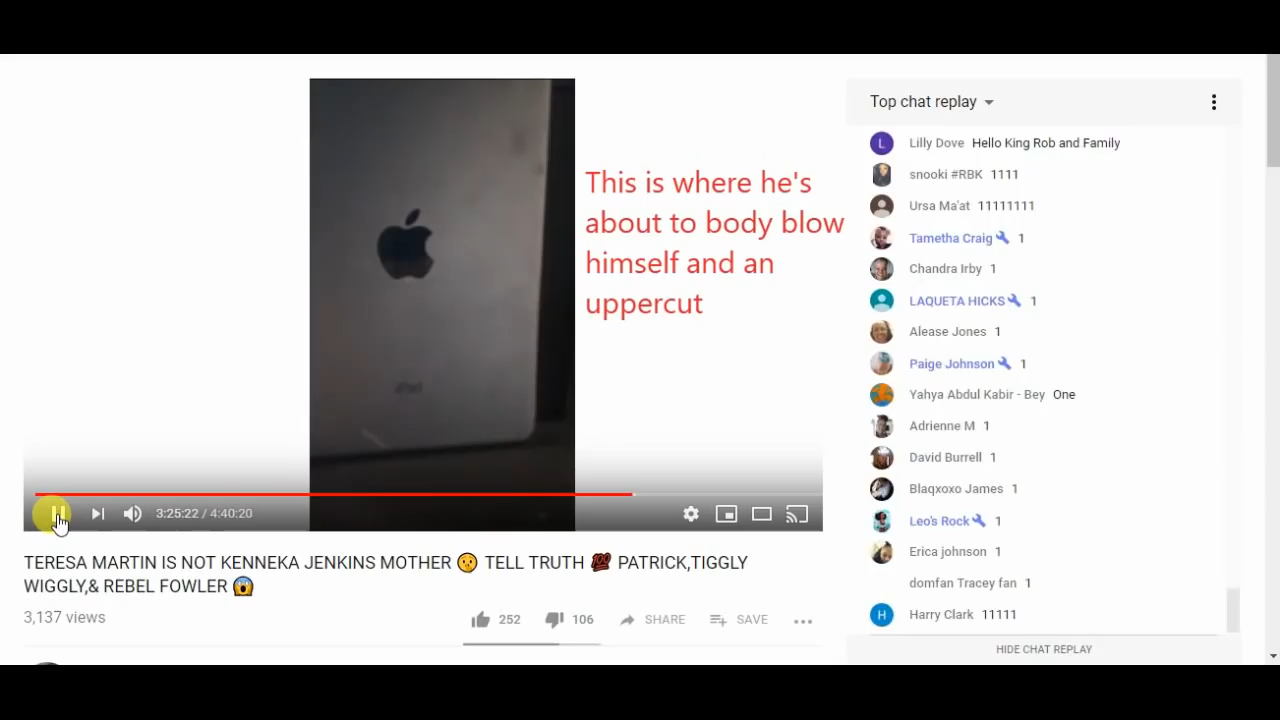 This is where he's
about to body blow
himself and an
uppercut
iPad
3:25:22 / 4:40:20
TERESA MARTIN IS NOT KENNEKA JENKINS MOTHER 🤫 TELL TRUTH 💯 PATRICK,TIGGLY
WIGGLY,& REBEL FOWLER 😱
3,137 views
252
106
SHARE
SAVE
Top chat replay
L Lilly Dove Hello King Rob and Family
snooki #RBK 1111
Ursa Ma'at 11111111
Tametha Craig 1
Chandra Irby 1
LAQUETA HICKS 1
Alease Jones 1
Paige Johnson 1
Yahya Abdul Kabir - Bey One
Adrienne M 1
David Burrell 1
Blaqxoxo James 1
Leo's Rock 1
Erica johnson 1
domfan Tracey fan 1
H Harry Clark 11111
HIDE CHAT REPLAY